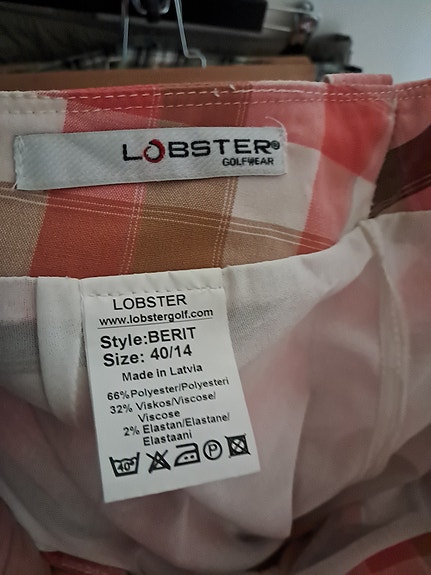 LOBSTER®
GOLFWEAR
LOBSTER
www.lobstergolf.com
Style:BERIT
Size: 40/14
Made in Latvia
66%Polyester/Polyesteri
32% Viskos/Viscose/
Viscose
2% Elastan/Elastane/
Elastaani
40°
P